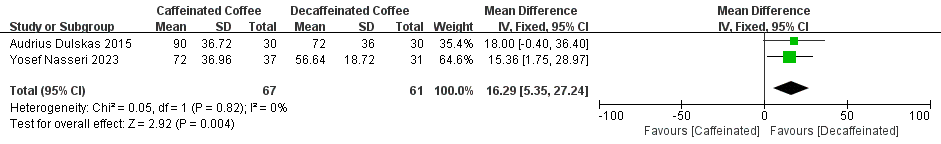 Caffeinated Coffee Decaffeinated Coffee Mean Difference Mean Difference
Study or Subgroup Mean SD Total Mean SD Total Weight IV, Fixed, 95% CI IV, Fixed, 95% CI
Audrius Dulskas 2015 90 36.72 30 72 36 30 35.4% 18.00 [-0.40, 36.40]
Yosef Nasseri 2023 72 36.96 37 56.64 18.72 31 64.6% 15.36 [1.75, 28.97]
Total (95% CI) 67 61 100.0% 16.29 [5.35, 27.24]
Heterogeneity: Chi² = 0.05, df = 1 (P = 0.82); I² = 0%
Test for overall effect: Z = 2.92 (P = 0.004)
-100 -50 0 50 100
Favours [Caffeinated] Favours [Decaffeinated]